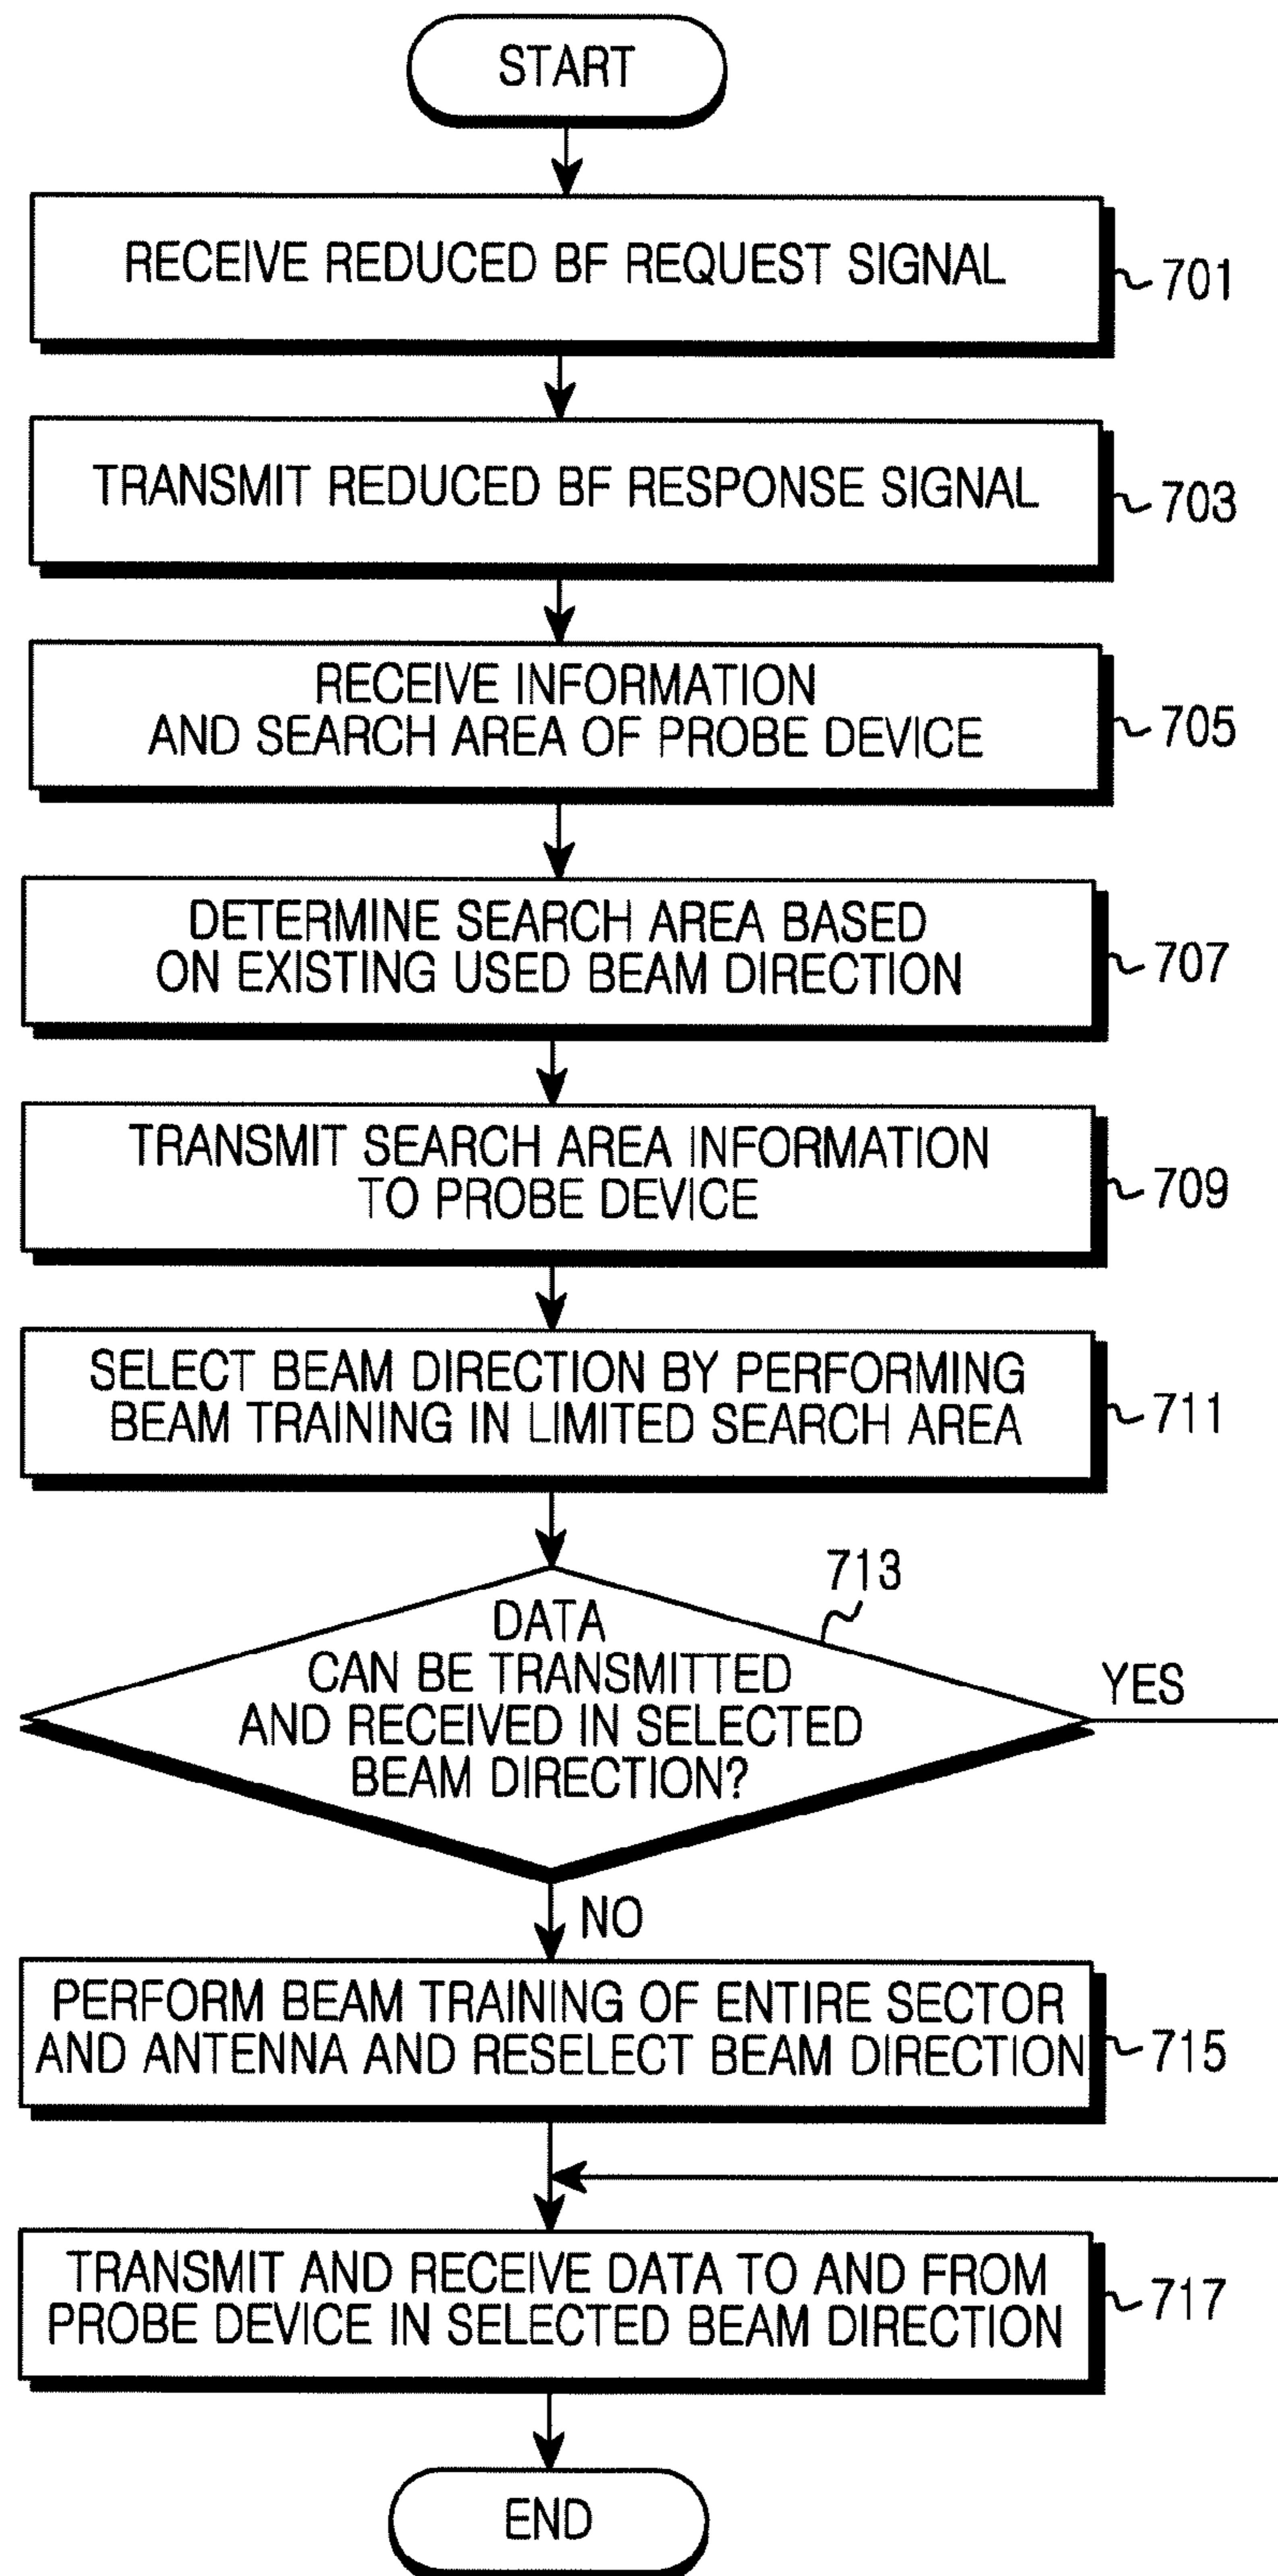 START
RECEIVE REDUCED BF REQUEST SIGNAL
701
TRANSMIT REDUCED BF RESPONSE SIGNAL
703
RECEIVE INFORMATION
AND SEARCH AREA OF PROBE DEVICE
705
DETERMINE SEARCH AREA BASED
ON EXISTING USED BEAM DIRECTION
707
TRANSMIT SEARCH AREA INFORMATION
TO PROBE DEVICE
709
SELECT BEAM DIRECTION BY PERFORMING
BEAM TRAINING IN LIMITED SEARCH AREA
711
713
DATA
CAN BE TRANSMITTED
AND RECEIVED IN SELECTED
BEAM DIRECTION?
YES
NO
PERFORM BEAM TRAINING OF ENTIRE SECTOR
AND ANTENNA AND RESELECT BEAM DIRECTION
715
TRANSMIT AND RECEIVE DATA TO AND FROM
PROBE DEVICE IN SELECTED BEAM DIRECTION
717
END